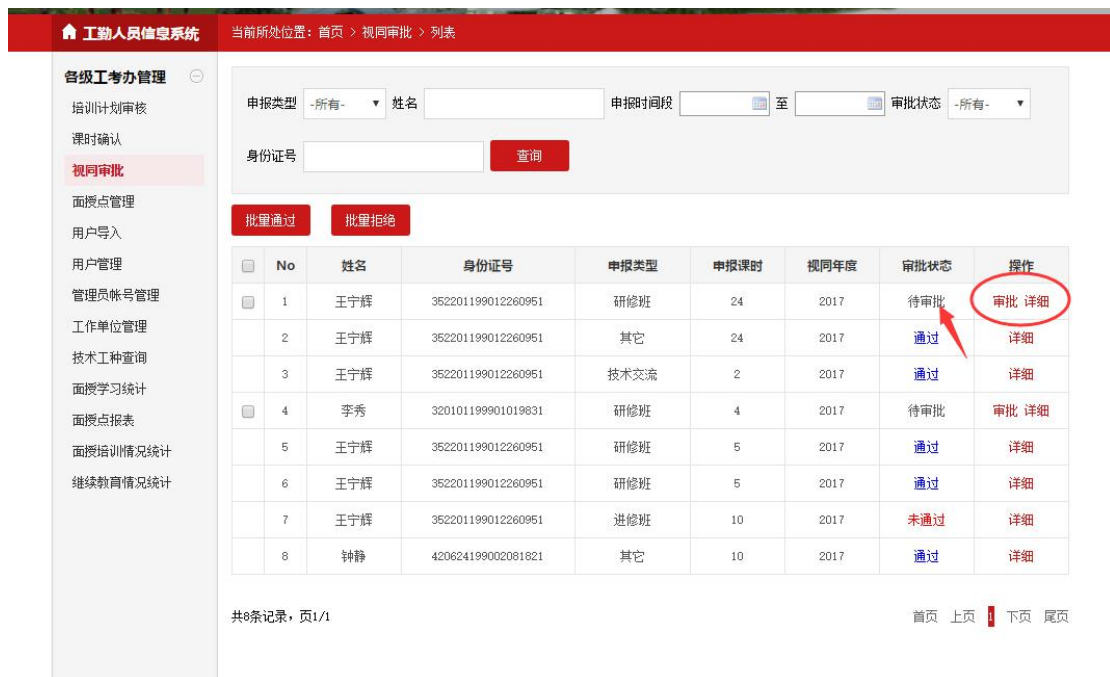 工勤人员信息系统
当前所处位置：首页 > 视同审批 > 列表
各级工考办管理
培训计划审核
课时确认
视同审批
面授点管理
用户导入
用户管理
管理员帐号管理
工作单位管理
技术工种查询
面授学习统计
面授点报表
面授培训情况统计
继续教育情况统计
申报类型 -所有- 姓名 申报时间段 至 审批状态 -所有-
身份证号 查询
批量通过 批量拒绝
No 姓名 身份证号 申报类型 申报课时 视同年度 审批状态 操作
1 王宁辉 352201199012260951 研修班 24 2017 待审批 审批 详细
2 王宁辉 352201199012260951 其它 24 2017 通过 详细
3 王宁辉 352201199012260951 技术交流 2 2017 通过 详细
4 李秀 320101199901019831 研修班 4 2017 待审批 审批 详细
5 王宁辉 352201199012260951 研修班 5 2017 通过 详细
6 王宁辉 352201199012260951 研修班 5 2017 通过 详细
7 王宁辉 352201199012260951 进修班 10 2017 未通过 详细
8 钟静 420624199002081821 其它 10 2017 通过 详细
共8条记录，页1/1
首页 上页 1 下页 尾页